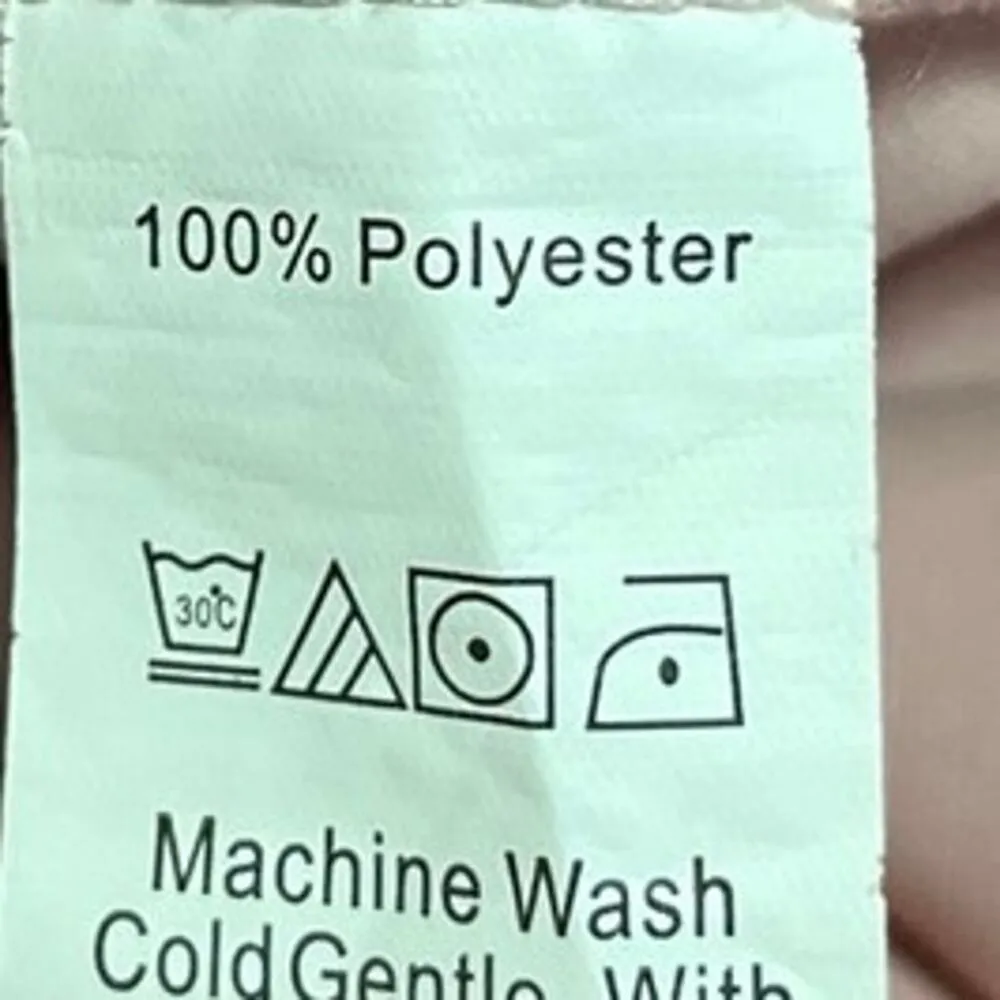 100% Polyester
30℃
Machine Wash
Cold Gentle With